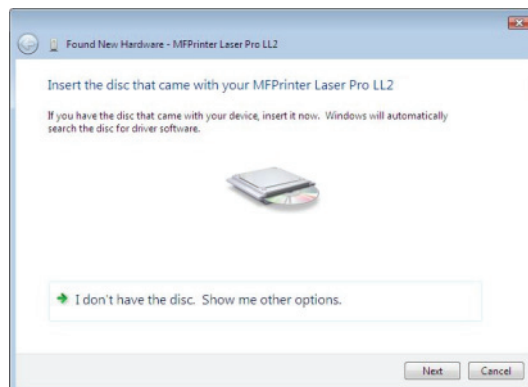 Found New Hardware - MFPrinter Laser Pro LL2
Insert the disc that came with your MFPrinter Laser Pro LL2
If you have the disc that came with your device, insert it now.  Windows will automatically
search the disc for driver software.
I don't have the disc.  Show me other options.
Next
Cancel